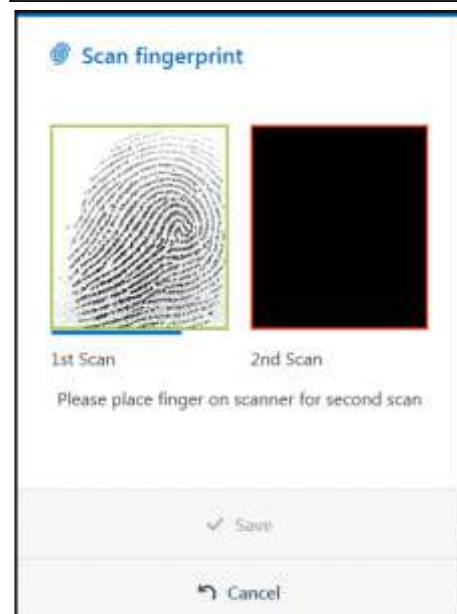 Scan fingerprint
1st Scan
2nd Scan
Please place finger on scanner for second scan
Save
Cancel